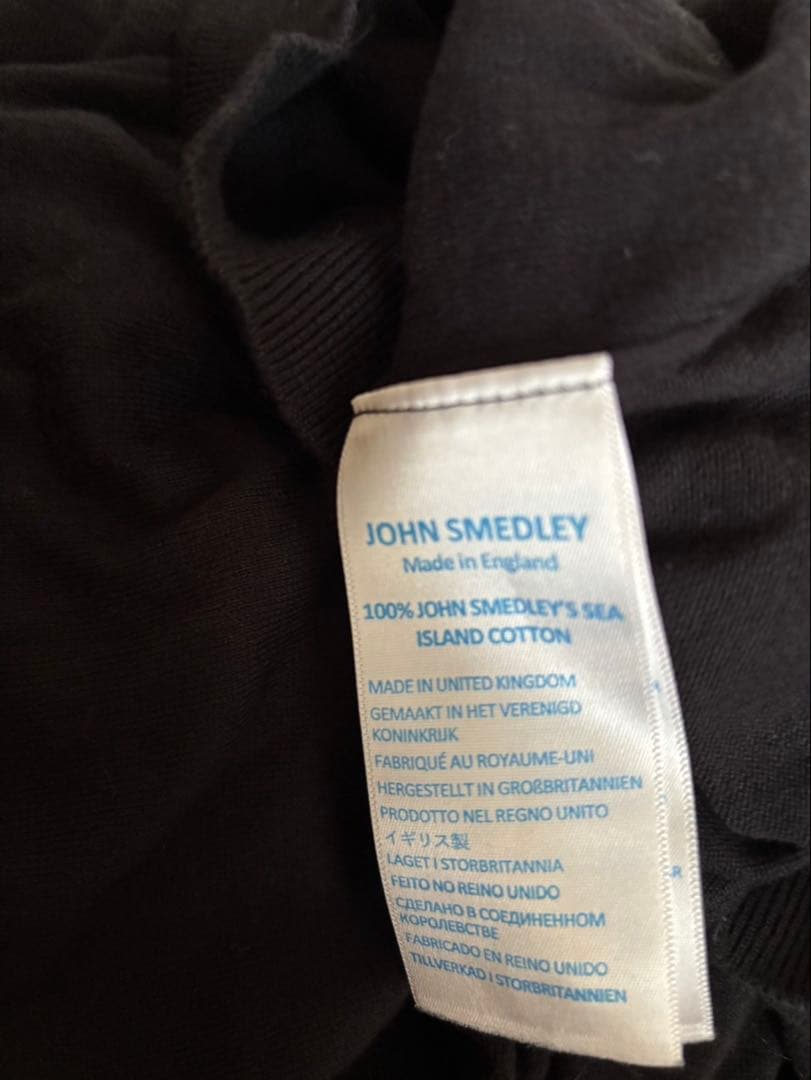 JOHN SMEDLEY
Made in England
100% JOHN SMEDLEY'S SEA
ISLAND COTTON
MADE IN UNITED KINGDOM
GEMAAKT IN HET VERENIGD
KONINKRIJK
FABRIQUÉ AU ROYAUME-UNI
HERGESTELLT IN GROßBRITANNIEN
PRODOTTO NEL REGNO UNITO
イギリス製
LAGET I STORBRITANNIA
FEITO NO REINO UNIDO
СДЕЛАНО В СОЕДИНЕННОМ
КОРОЛЕВСТВЕ
FABRICADO EN REINO UNIDO
TILLVERKAD I STORBRITANNIEN